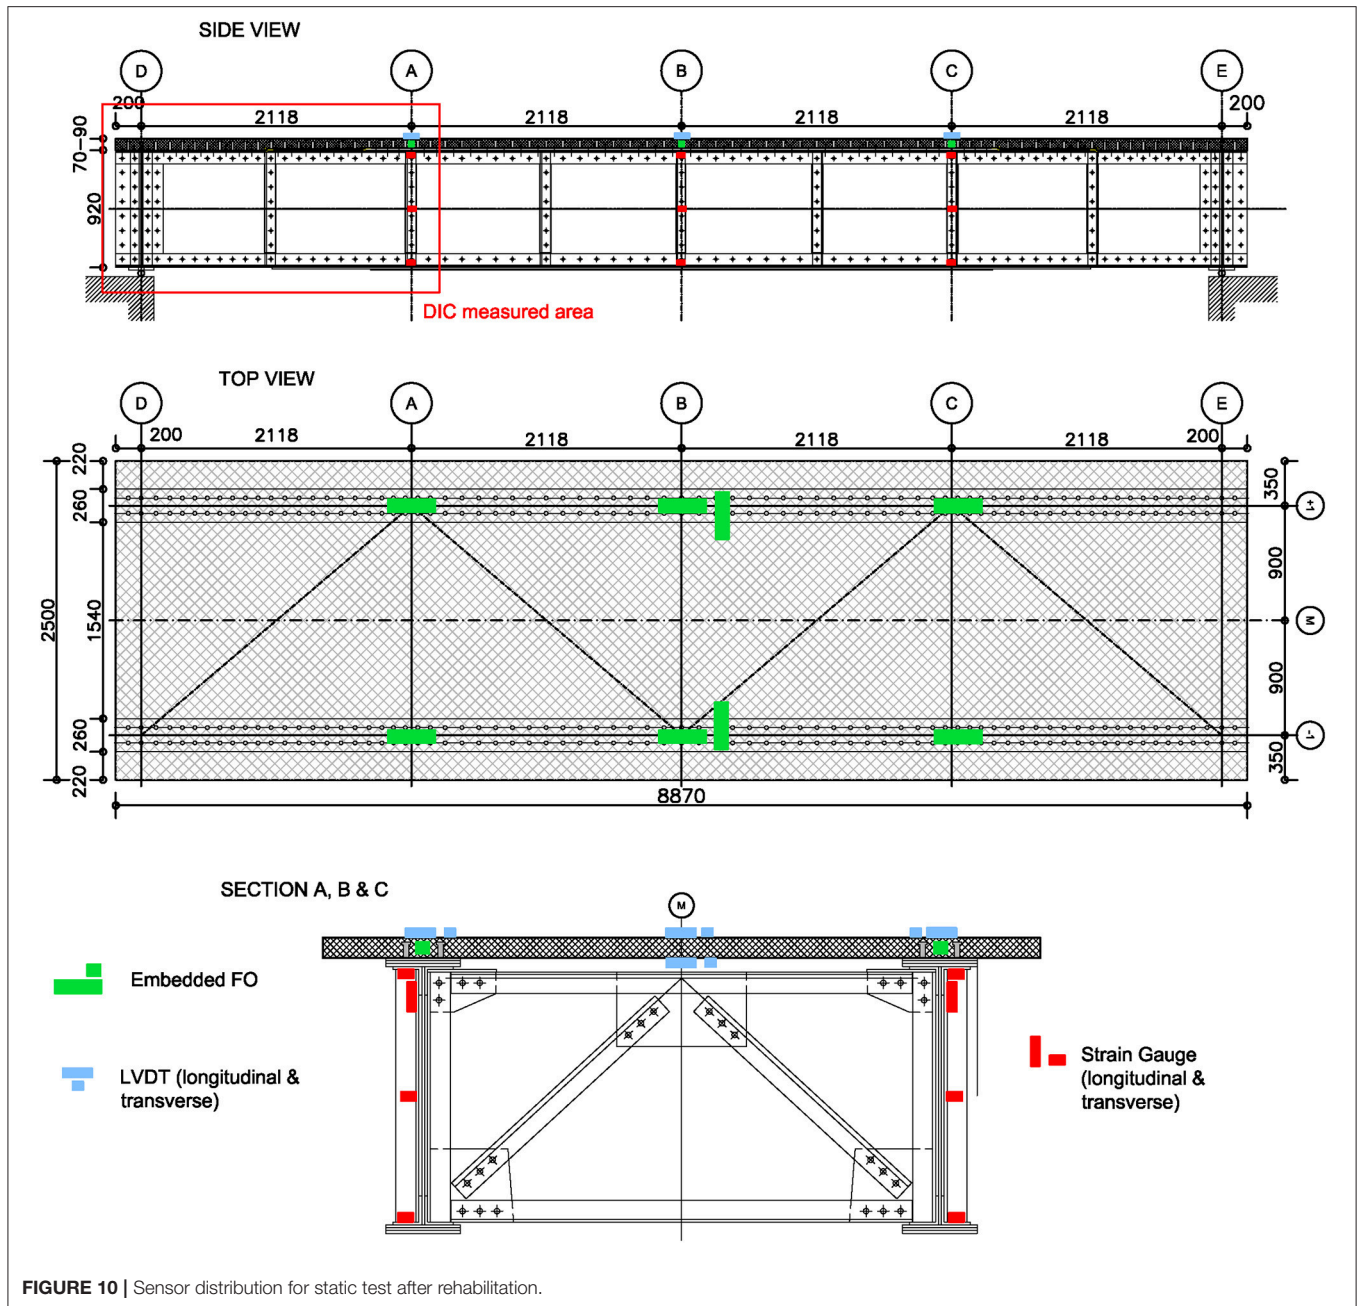 SIDE VIEW
D A B C E
200 2118 2118 2118 2118 200
70-90
920
DIC measured area
TOP VIEW
D A B C E
200 2118 2118 2118 2118 200
220 260 1540 260 220
2500
350 900 900 350
+1
M
-1
8870
SECTION A, B & C
M
Embedded FO
LVDT (longitudinal &
transverse)
Strain Gauge
(longitudinal &
transverse)
FIGURE 10 | Sensor distribution for static test after rehabilitation.